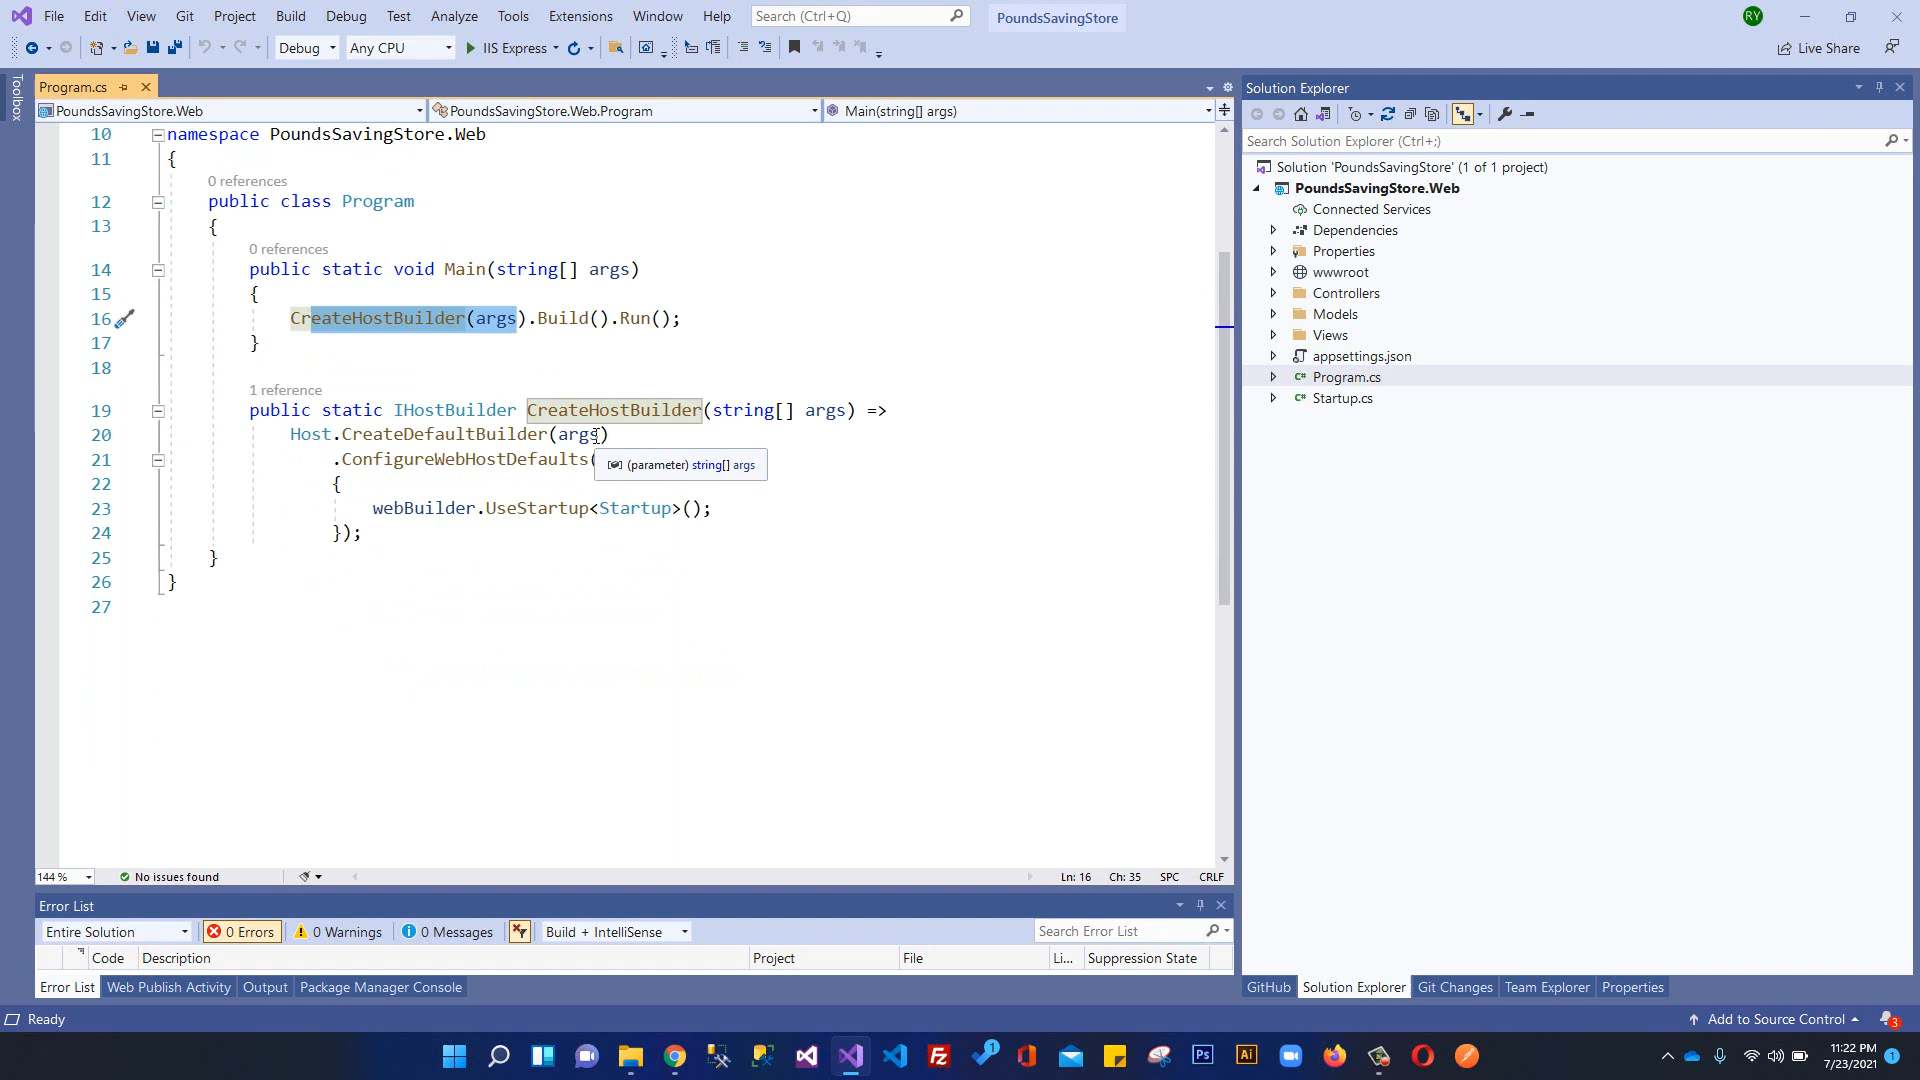 File Edit View Git Project Build Debug Test Analyze Tools Extensions Window Help Search (Ctrl+Q) PoundsSavingStore RY
Debug Any CPU IIS Express Live Share
Toolbox
Program.cs
PoundsSavingStore.Web PoundsSavingStore.Web.Program Main(string[] args)
10 namespace PoundsSavingStore.Web
11 {
0 references
12 public class Program
13 {
0 references
14 public static void Main(string[] args)
15 {
16 CreateHostBuilder(args).Build().Run();
17 }
18
1 reference
19 public static IHostBuilder CreateHostBuilder(string[] args) =>
20 Host.CreateDefaultBuilder(args)
21 .ConfigureWebHostDefaults(
(parameter) string[] args
22 {
23 webBuilder.UseStartup<Startup>();
24 });
25 }
26 }
27
144 % No issues found Ln: 16 Ch: 35 SPC CRLF
Error List
Entire Solution 0 Errors 0 Warnings 0 Messages Build + IntelliSense Search Error List
Code Description Project File Li... Suppression State
Error List Web Publish Activity Output Package Manager Console
Solution Explorer
Search Solution Explorer (Ctrl+;)
Solution 'PoundsSavingStore' (1 of 1 project)
PoundsSavingStore.Web
Connected Services
Dependencies
Properties
wwwroot
Controllers
Models
Views
appsettings.json
C# Program.cs
C# Startup.cs
GitHub Solution Explorer Git Changes Team Explorer Properties
Ready Add to Source Control 3
1 Ps Ai 11:22 PM
7/23/2021 1